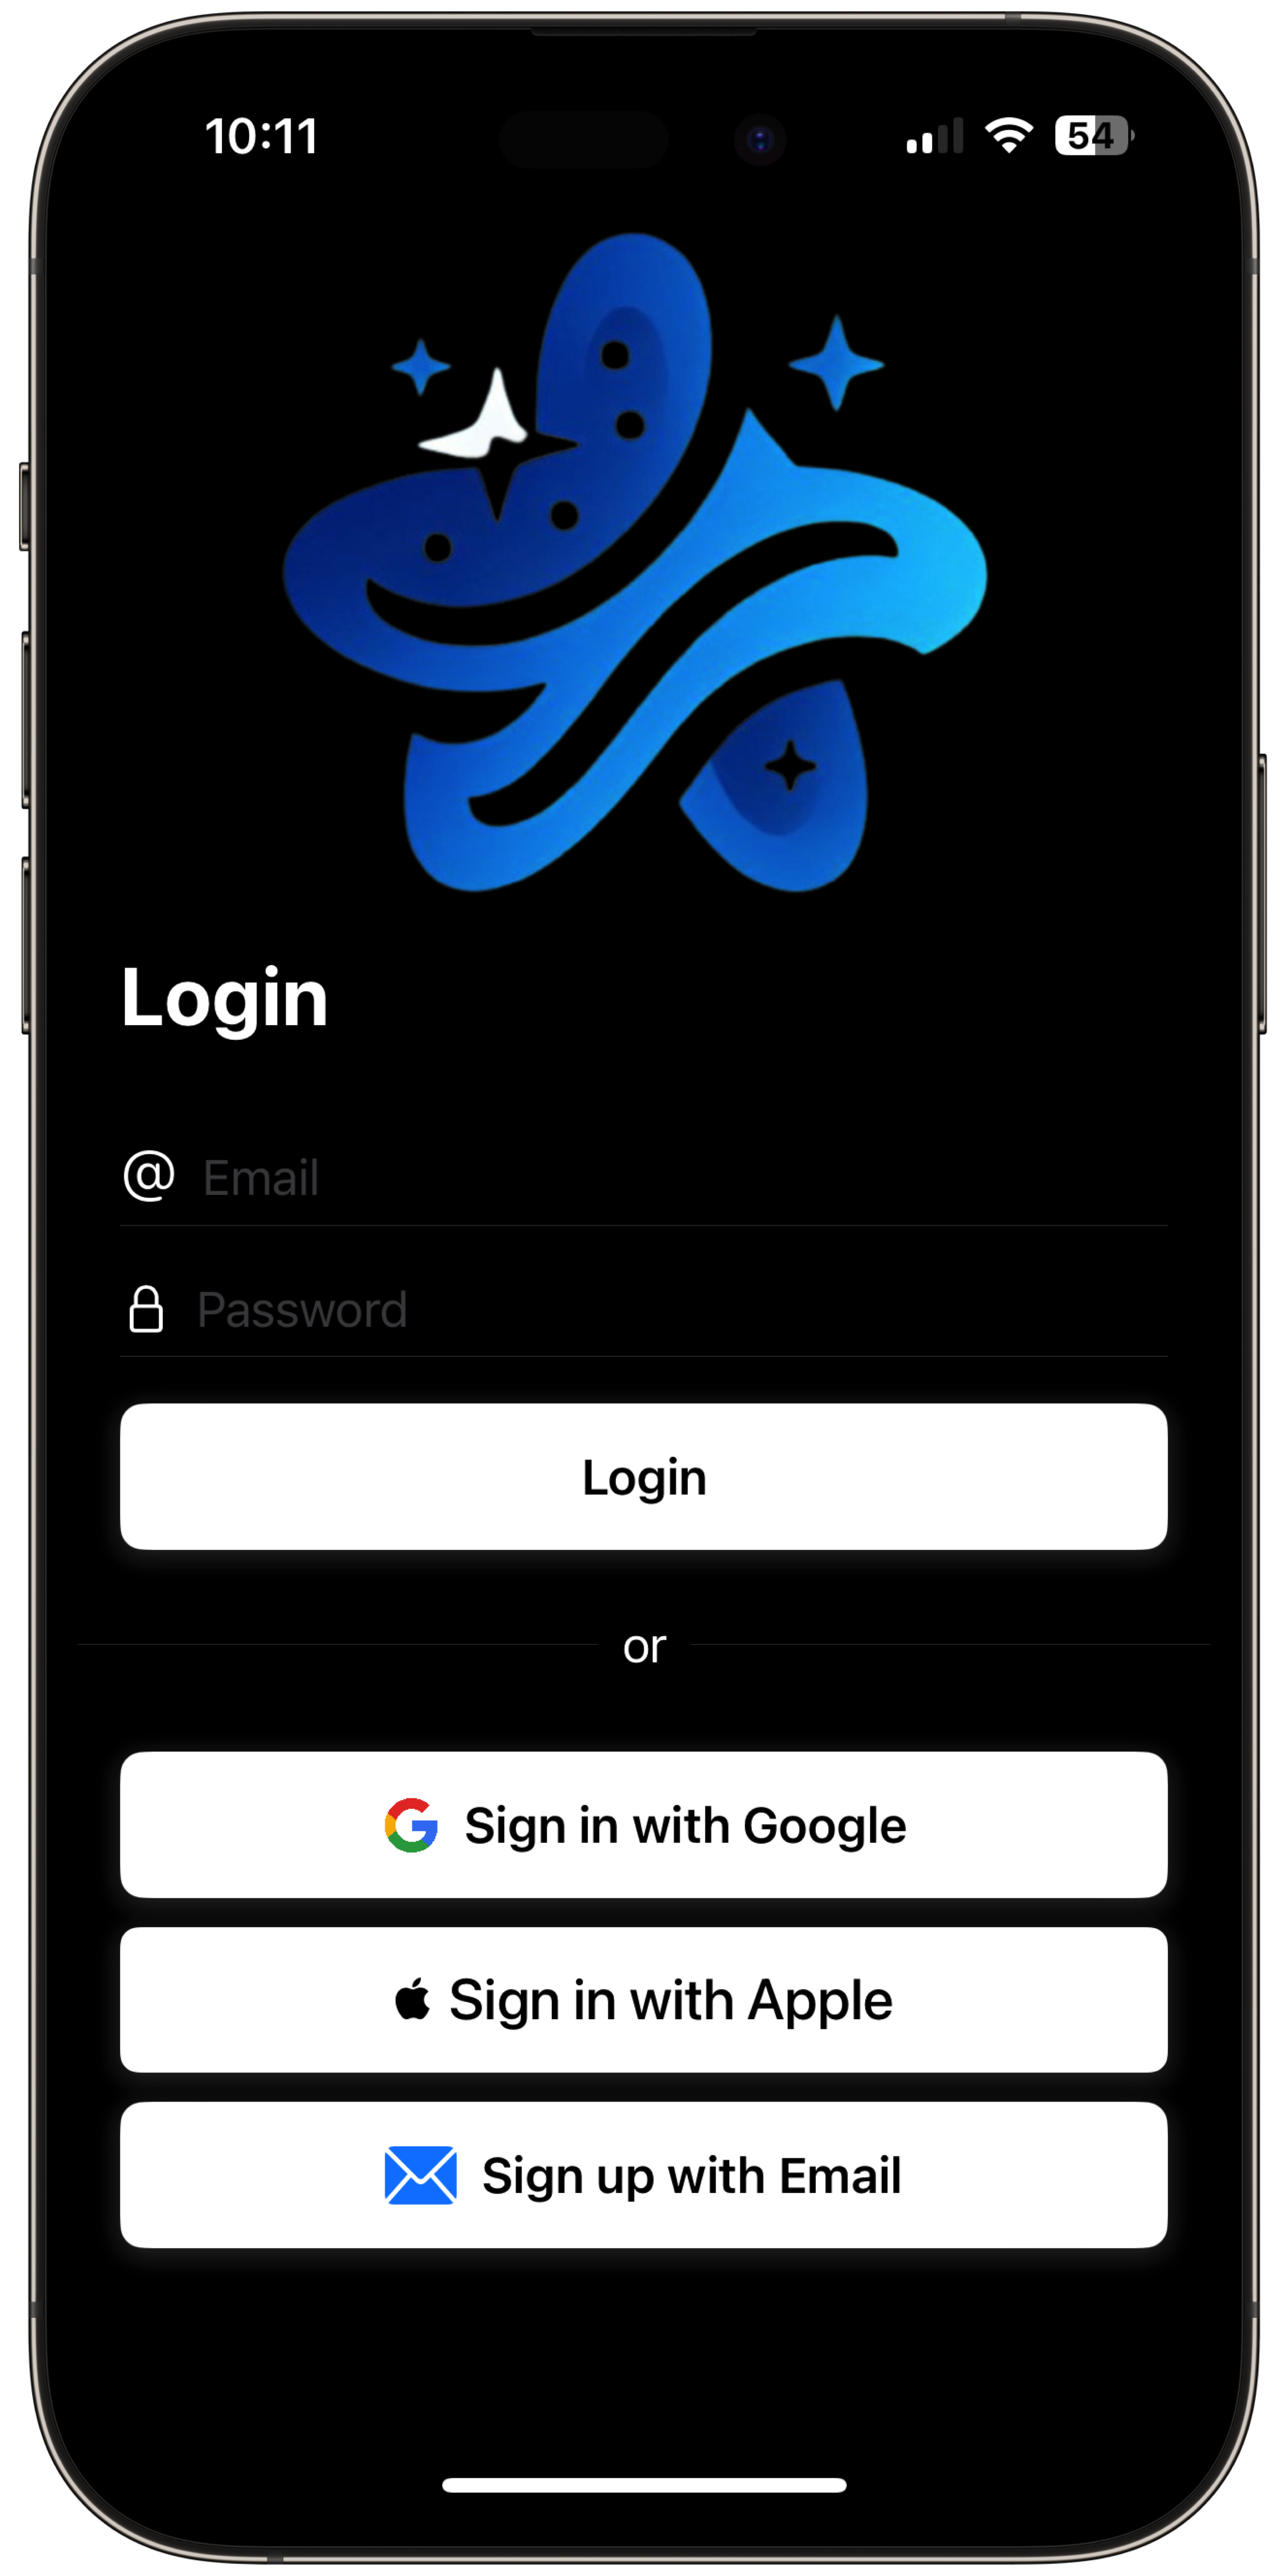 10:11
54
Login
@ Email
Password
Login
or
Sign in with Google
Sign in with Apple
Sign up with Email